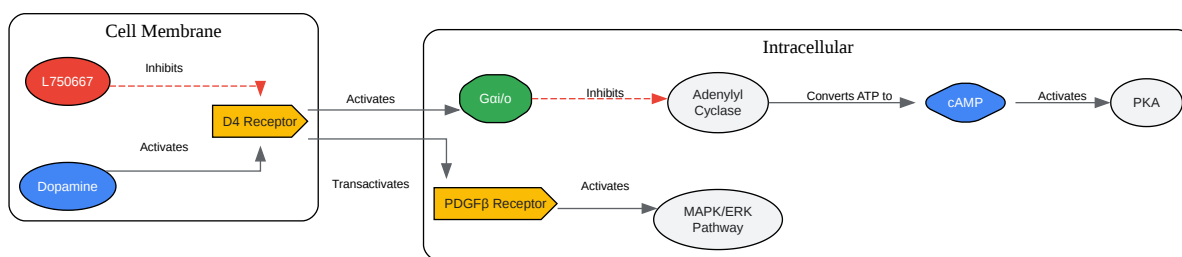 Cell Membrane
L750667
Inhibits
D4 Receptor
Activates
Dopamine
Activates
Transactivates
Intracellular
Gαi/o
Inhibits
Adenylyl
Cyclase
Converts ATP to
cAMP
Activates
PKA
PDGFβ Receptor
Activates
MAPK/ERK
Pathway